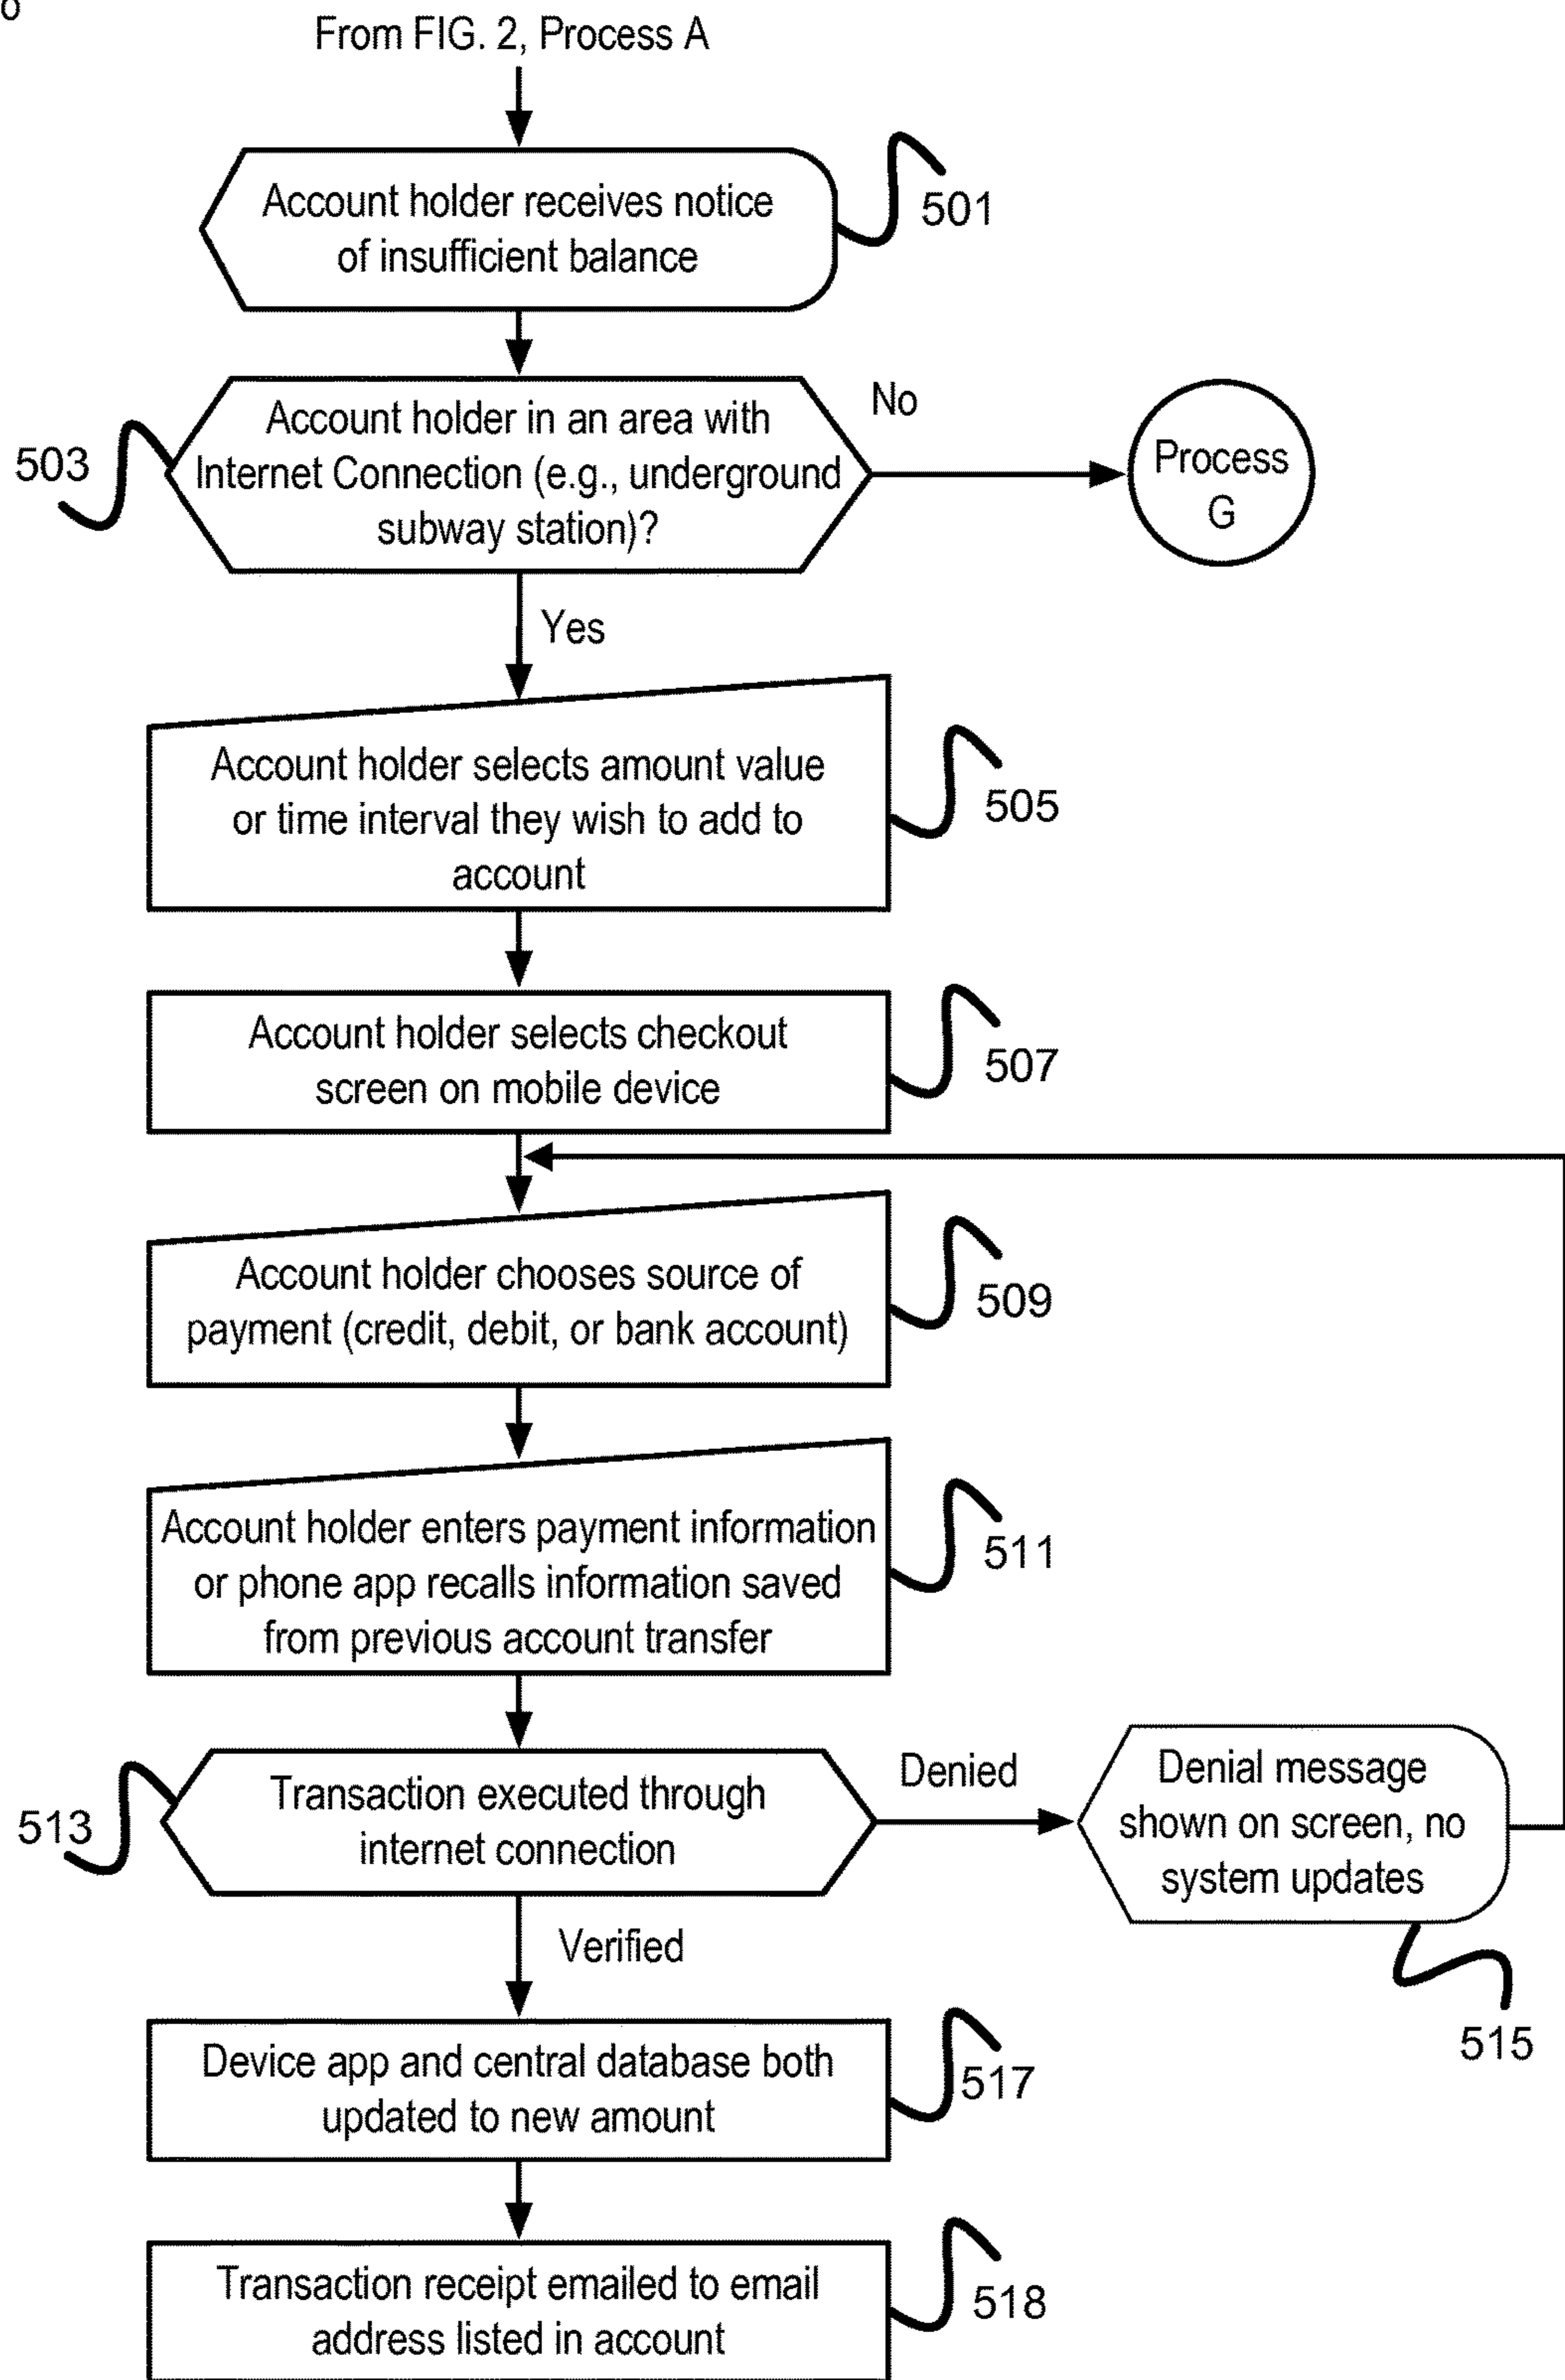 From FIG. 2, Process A
Account holder receives notice
of insufficient balance
501
Account holder in an area with
Internet Connection (e.g., underground
subway station)?
503
No
Process
G
Yes
Account holder selects amount value
or time interval they wish to add to
account
505
Account holder selects checkout
screen on mobile device
507
Account holder chooses source of
payment (credit, debit, or bank account)
509
Account holder enters payment information
or phone app recalls information saved
from previous account transfer
511
Transaction executed through
internet connection
513
Denied
Denial message
shown on screen, no
system updates
515
Verified
Device app and central database both
updated to new amount
517
Transaction receipt emailed to email
address listed in account
518